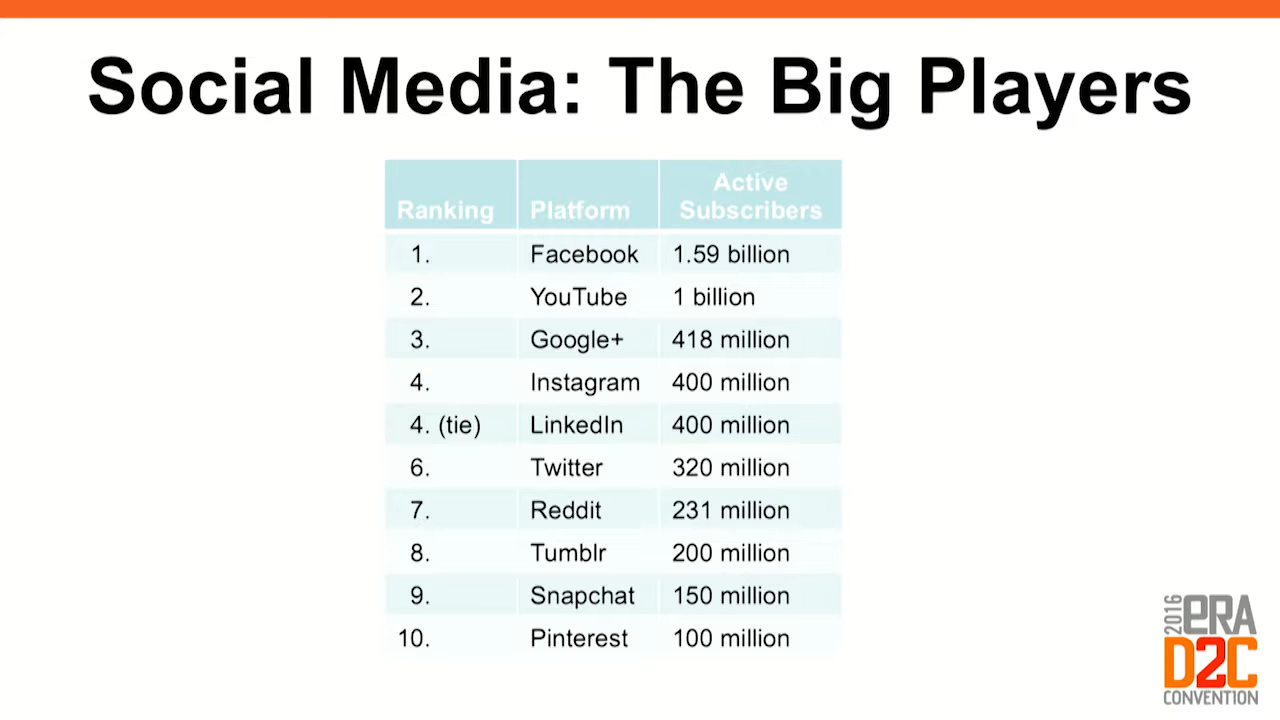 Social Media: The Big Players
Ranking Platform Active Subscribers
1. Facebook 1.59 billion
2. YouTube 1 billion
3. Google+ 418 million
4. Instagram 400 million
4. (tie) LinkedIn 400 million
6. Twitter 320 million
7. Reddit 231 million
8. Tumblr 200 million
9. Snapchat 150 million
10. Pinterest 100 million
2016 eRA
D2C
CONVENTION